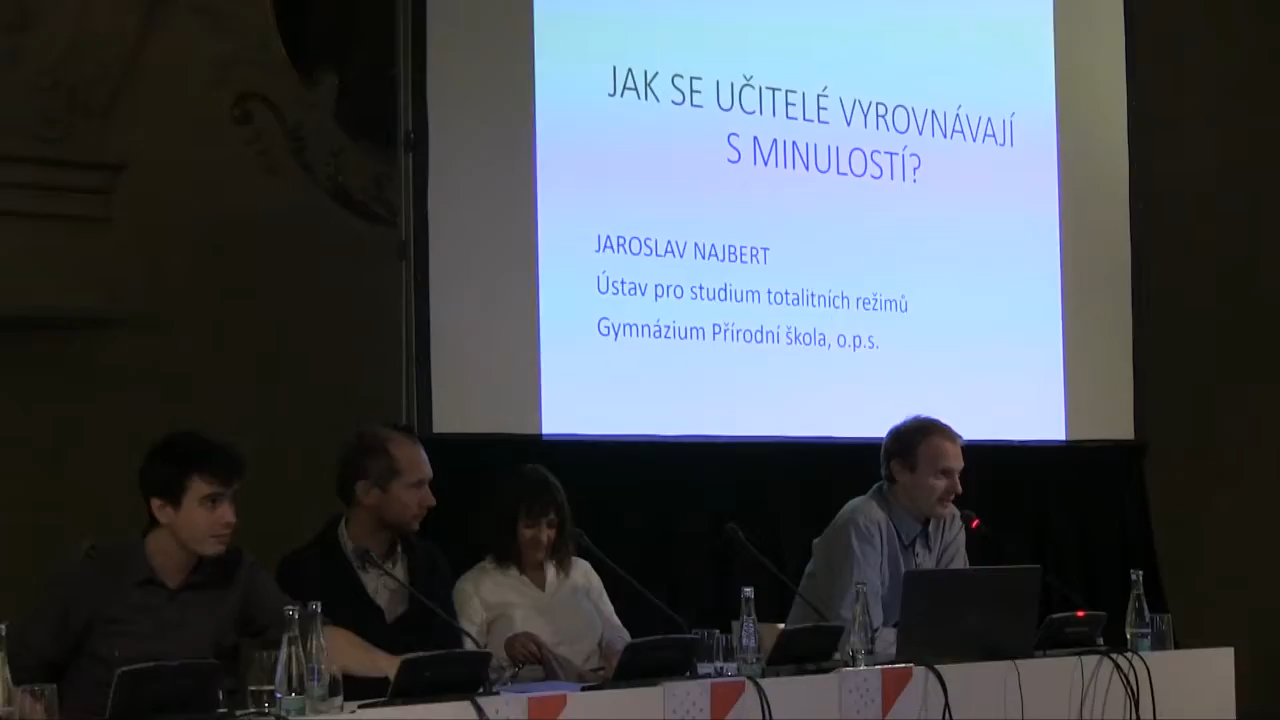 JAK SE UČITELÉ VYROVNÁVAJÍ
S MINULOSTÍ?
JAROSLAV NAJBERT
Ústav pro studium totalitních režimů
Gymnázium Přírodní škola, o.p.s.